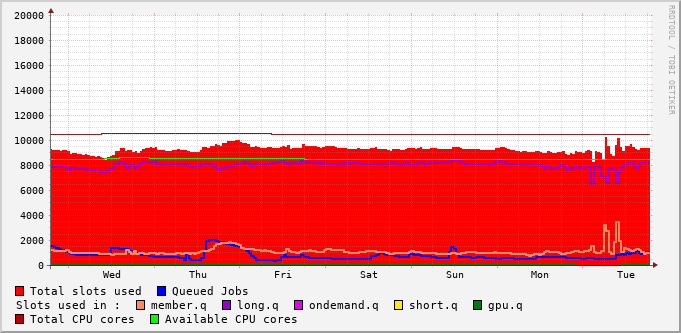 20000
18000
16000
14000
12000
10000
8000
6000
4000
2000
0
Wed Thu Fri Sat Sun Mon Tue
Total slots used Queued Jobs
Slots used in : member.q long.q ondemand.q short.q gpu.q
Total CPU cores Available CPU cores
RRDTOOL / TOBI OETIKER